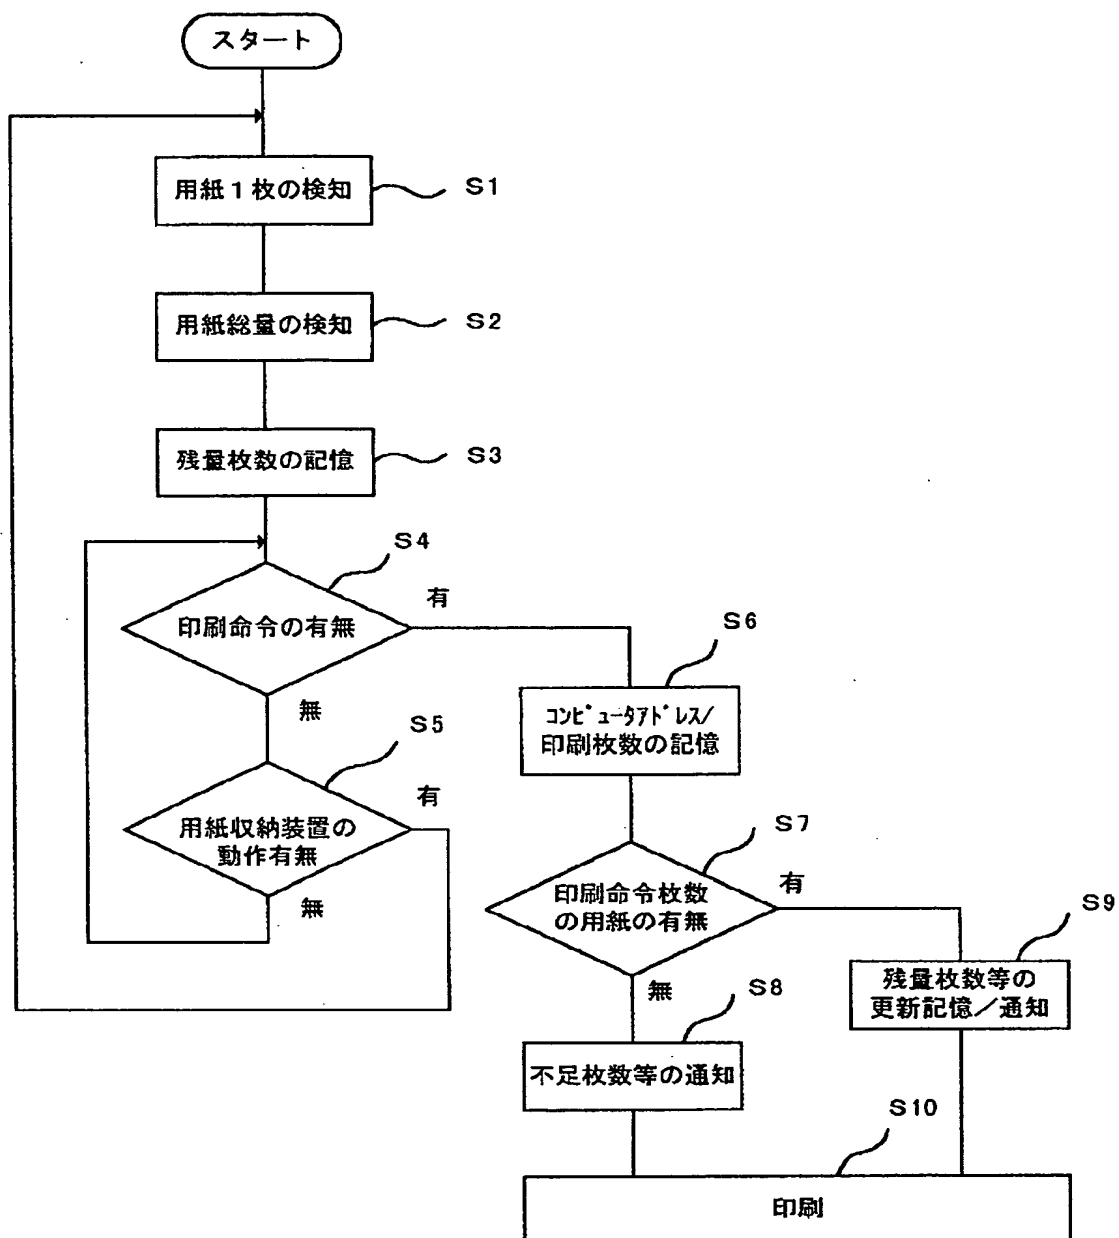 スタート
用紙１枚の検知
S1
用紙総量の検知
S2
残量枚数の記憶
S3
S4
印刷命令の有無
有
無
S5
用紙収納装置の
動作有無
有
無
S6
ｺﾝﾋﾟｭｰﾀｱﾄﾞﾚｽ/
印刷枚数の記憶
S7
印刷命令枚数
の用紙の有無
有
無
S9
残量枚数等の
更新記憶／通知
S8
不足枚数等の通知
S10
印刷